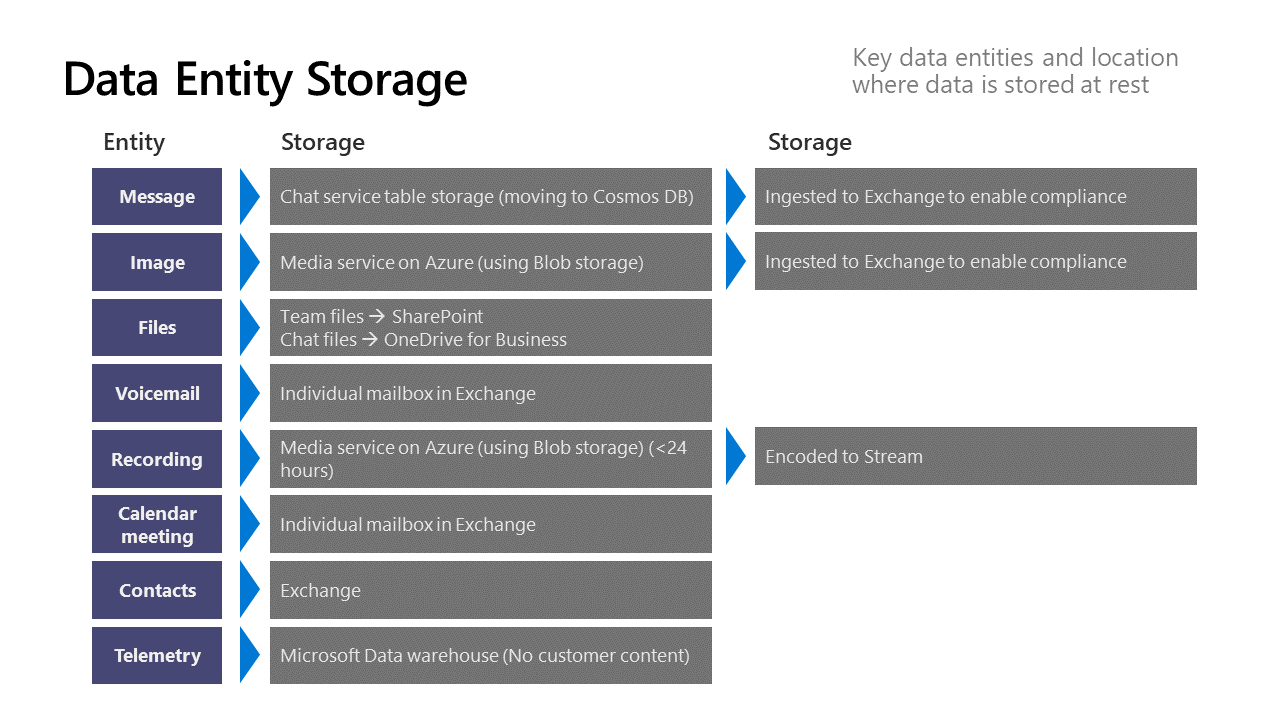 Data Entity Storage
Key data entities and location
where data is stored at rest
Entity
Storage
Storage
Message
Chat service table storage (moving to Cosmos DB)
Ingested to Exchange to enable compliance
Image
Media service on Azure (using Blob storage)
Ingested to Exchange to enable compliance
Files
Team files → SharePoint
Chat files → OneDrive for Business
Voicemail
Individual mailbox in Exchange
Recording
Media service on Azure (using Blob storage) (<24
hours)
Encoded to Stream
Calendar
meeting
Individual mailbox in Exchange
Contacts
Exchange
Telemetry
Microsoft Data warehouse (No customer content)